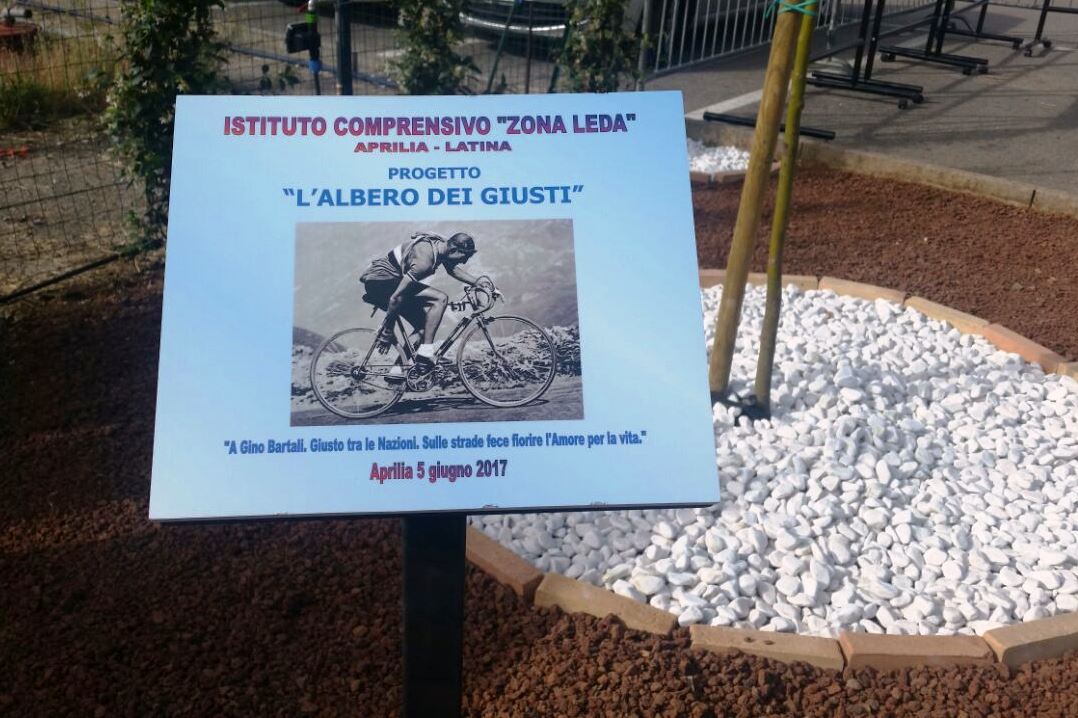 ISTITUTO COMPRENSIVO "ZONA LEDA"
APRILIA - LATINA
PROGETTO
“L’ALBERO DEI GIUSTI”
"A Gino Bartali. Giusto tra le Nazioni. Sulle strade fece fiorire l'Amore per la vita."
Aprilia 5 giugno 2017